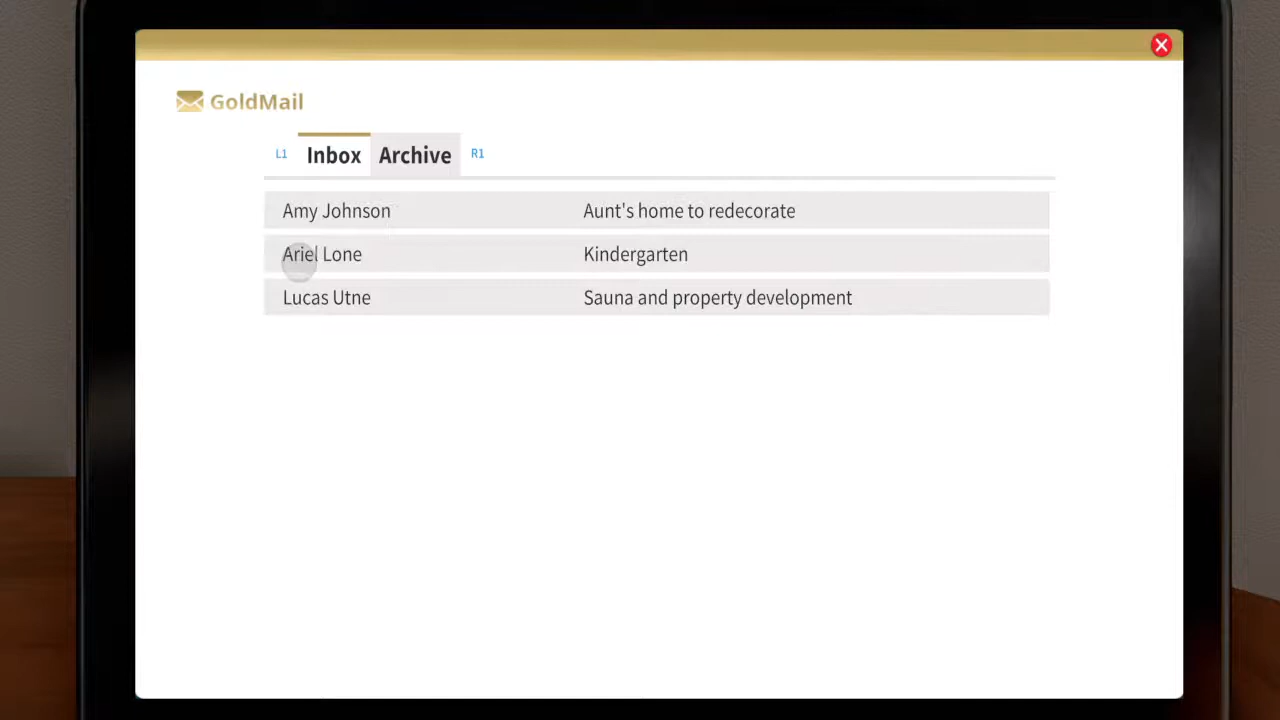 GoldMail
L1 Inbox Archive R1
Amy Johnson Aunt's home to redecorate
Ariel Lone Kindergarten
Lucas Utne Sauna and property development